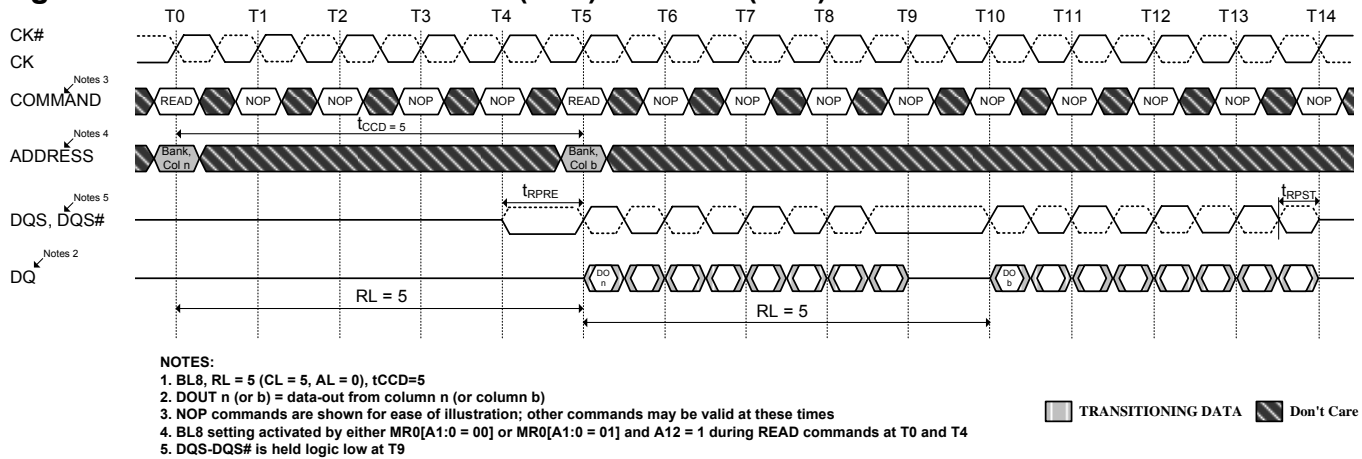 T0 T1 T2 T3 T4 T5 T6 T7 T8 T9 T10 T11 T12 T13 T14
CK#
CK
Notes 3
COMMAND READ NOP NOP NOP NOP READ NOP NOP NOP NOP NOP NOP NOP NOP NOP
tCCD = 5
Notes 4
ADDRESS
Bank, Col n
Bank, Col b
tRPRE
tRPST
Notes 5
DQS, DQS#
Notes 2
DQ
DO n
DO b
RL = 5
RL = 5
NOTES:
1. BL8, RL = 5 (CL = 5, AL = 0), tCCD=5
2. DOUT n (or b) = data-out from column n (or column b)
3. NOP commands are shown for ease of illustration; other commands may be valid at these times
4. BL8 setting activated by either MR0[A1:0 = 00] or MR0[A1:0 = 01] and A12 = 1 during READ commands at T0 and T4
5. DQS-DQS# is held logic low at T9
TRANSITIONING DATA Don't Care